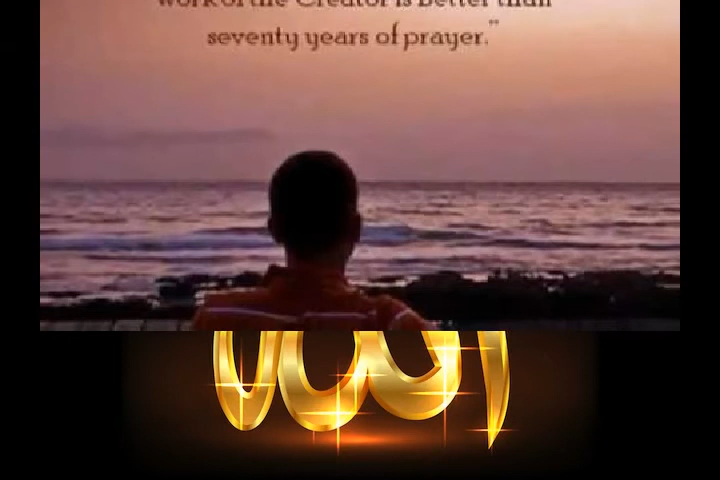 work of the Creator is better than
seventy years of prayer.”